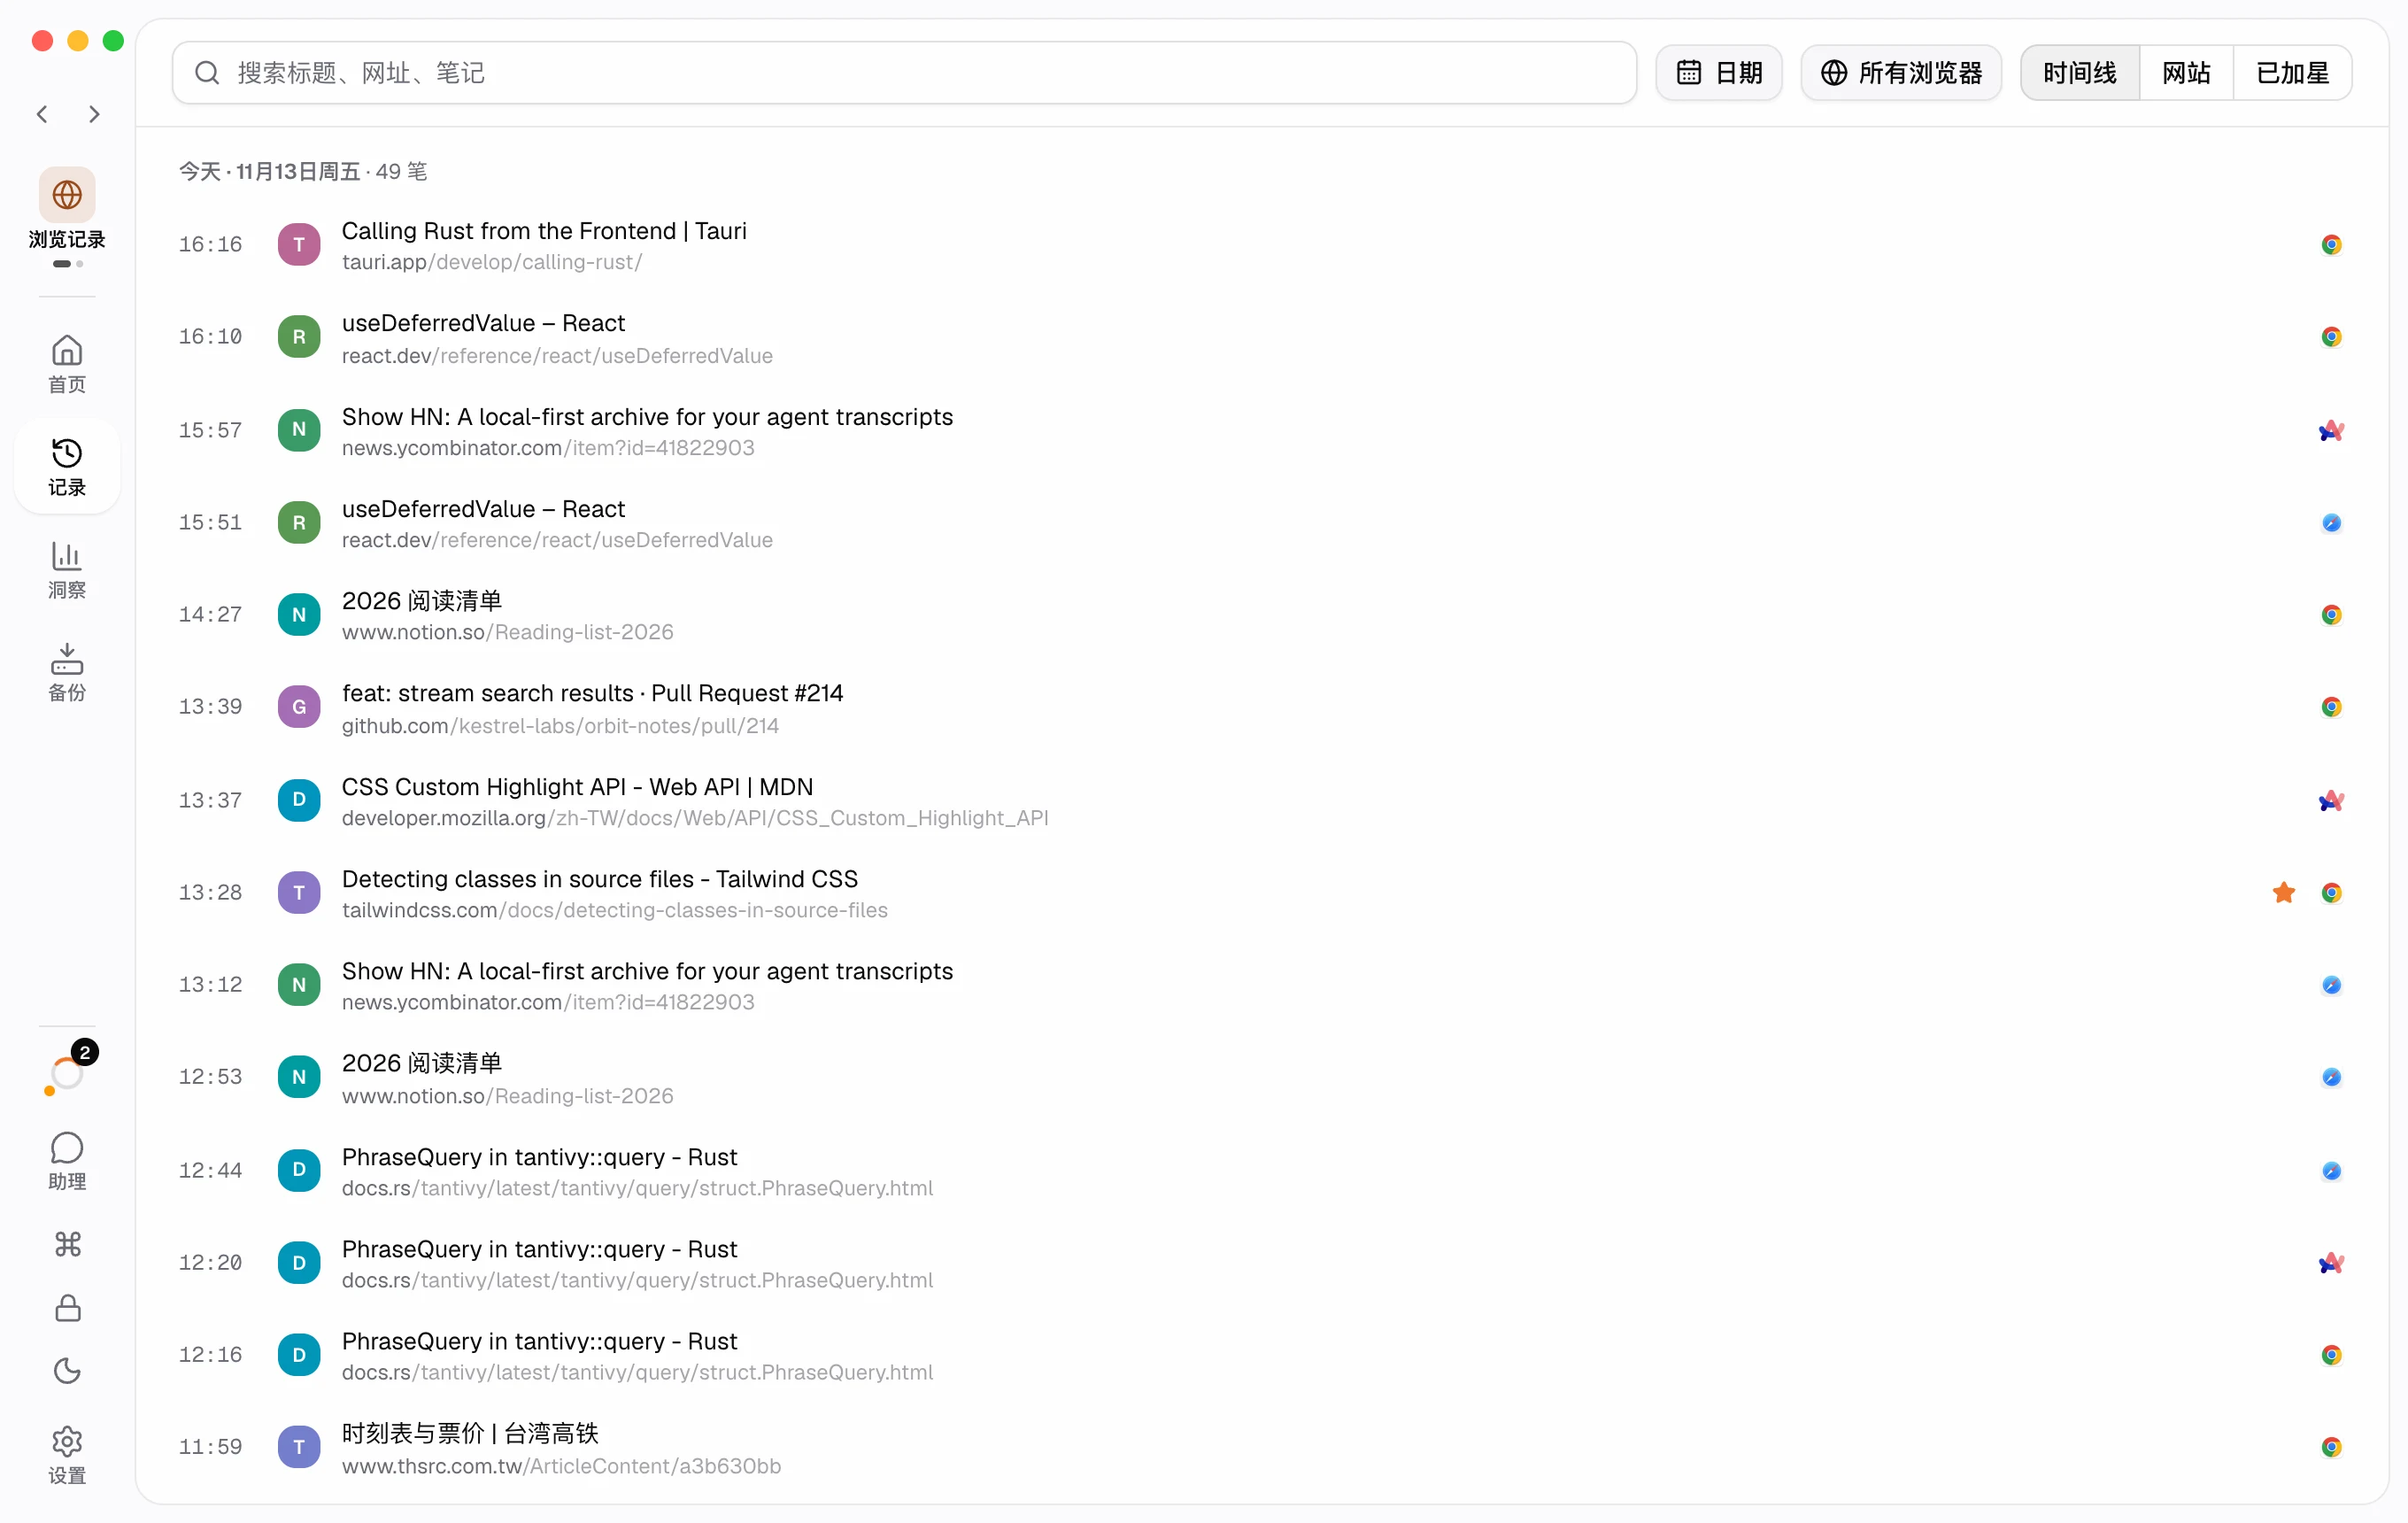 搜索标题、网址、笔记
日期
所有浏览器
时间线
网站
已加星
浏览记录
首页
记录
洞察
备份
2
助理
设置
今天 · 11月13日周五 · 49 笔
16:16
T
Calling Rust from the Frontend | Tauri
tauri.app/develop/calling-rust/
16:10
R
useDeferredValue – React
react.dev/reference/react/useDeferredValue
15:57
N
Show HN: A local-first archive for your agent transcripts
news.ycombinator.com/item?id=41822903
15:51
R
useDeferredValue – React
react.dev/reference/react/useDeferredValue
14:27
N
2026 阅读清单
www.notion.so/Reading-list-2026
13:39
G
feat: stream search results · Pull Request #214
github.com/kestrel-labs/orbit-notes/pull/214
13:37
D
CSS Custom Highlight API - Web API | MDN
developer.mozilla.org/zh-TW/docs/Web/API/CSS_Custom_Highlight_API
13:28
T
Detecting classes in source files - Tailwind CSS
tailwindcss.com/docs/detecting-classes-in-source-files
13:12
N
Show HN: A local-first archive for your agent transcripts
news.ycombinator.com/item?id=41822903
12:53
N
2026 阅读清单
www.notion.so/Reading-list-2026
12:44
D
PhraseQuery in tantivy::query - Rust
docs.rs/tantivy/latest/tantivy/query/struct.PhraseQuery.html
12:20
D
PhraseQuery in tantivy::query - Rust
docs.rs/tantivy/latest/tantivy/query/struct.PhraseQuery.html
12:16
D
PhraseQuery in tantivy::query - Rust
docs.rs/tantivy/latest/tantivy/query/struct.PhraseQuery.html
11:59
T
时刻表与票价 | 台湾高铁
www.thsrc.com.tw/ArticleContent/a3b630bb